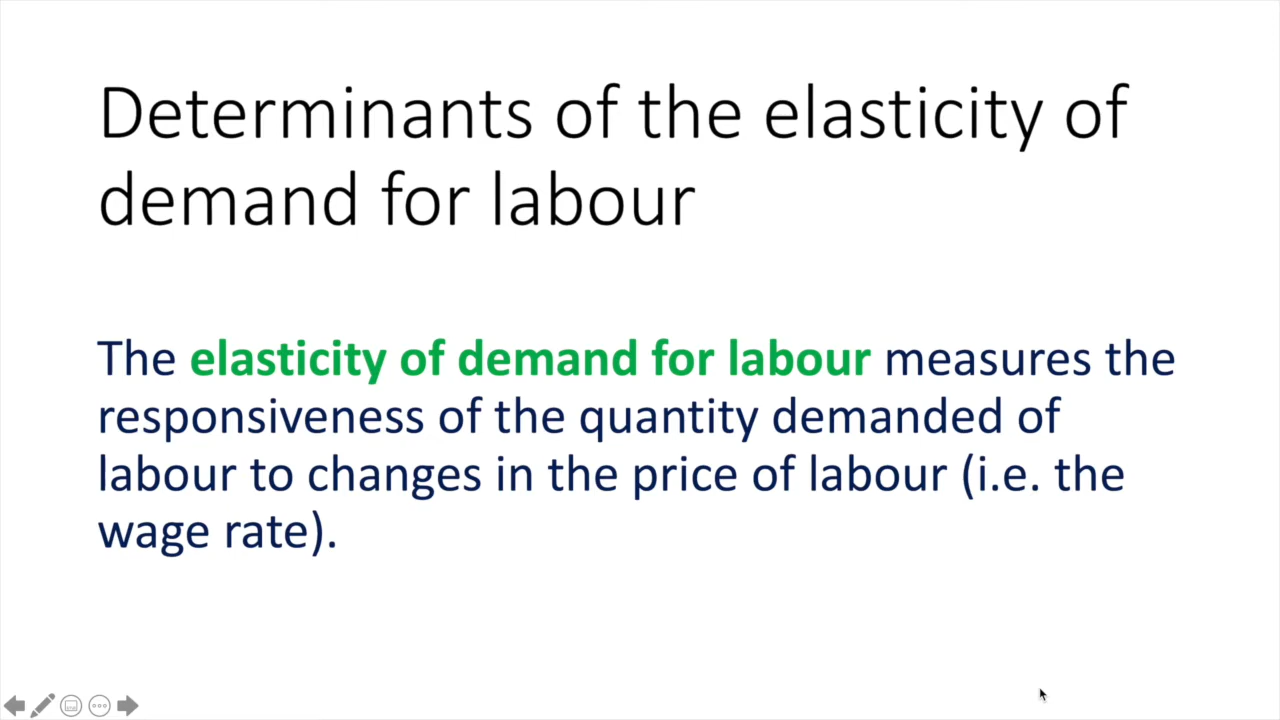 Determinants of the elasticity of
demand for labour
The elasticity of demand for labour measures the
responsiveness of the quantity demanded of
labour to changes in the price of labour (i.e. the
wage rate).